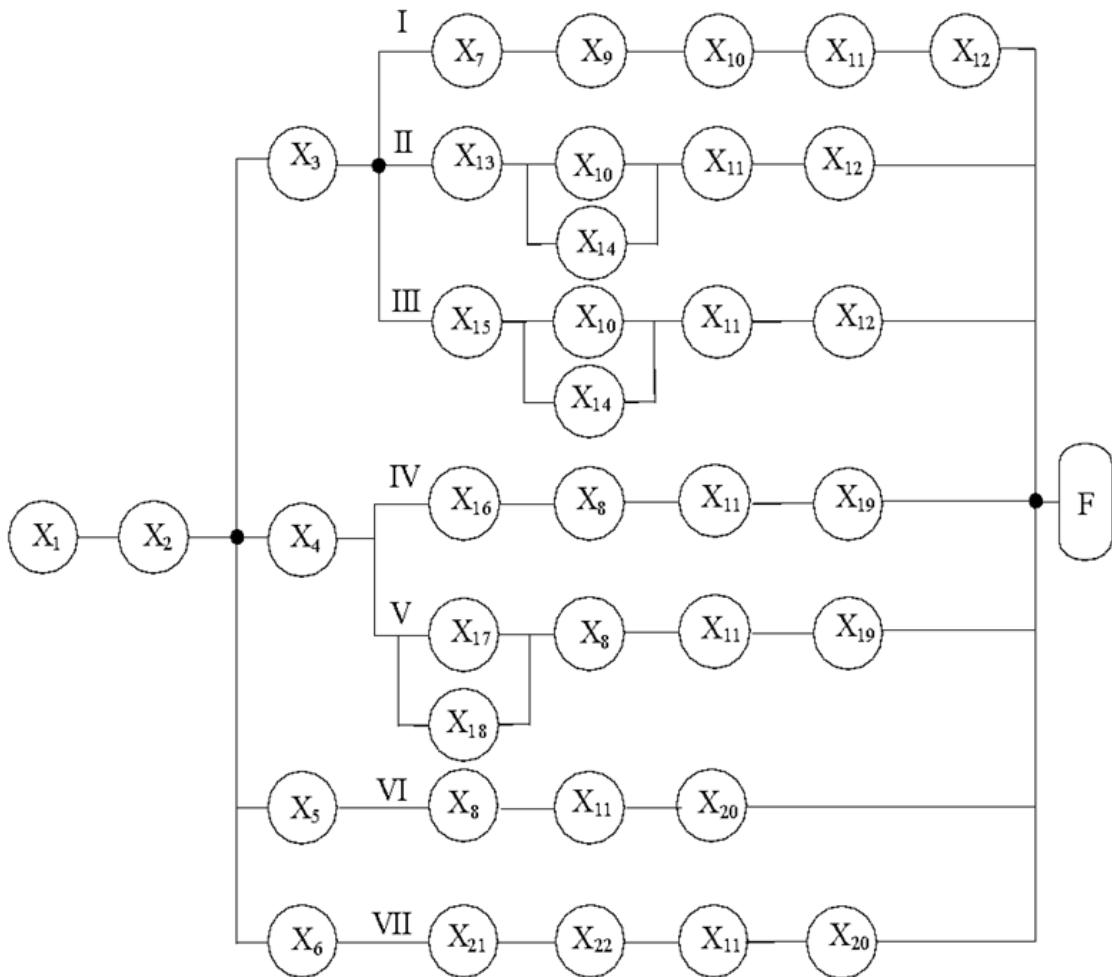 I
X₇ X₉ X₁₀ X₁₁ X₁₂
X₃ II X₁₃ X₁₀ X₁₁ X₁₂
X₁₄
III X₁₅ X₁₀ X₁₁ X₁₂
X₁₄
IV X₁₆ X₈ X₁₁ X₁₉ F
X₁ X₂ X₄
V X₁₇ X₈ X₁₁ X₁₉
X₁₈
X₅ VI X₈ X₁₁ X₂₀
X₆ VII X₂₁ X₂₂ X₁₁ X₂₀